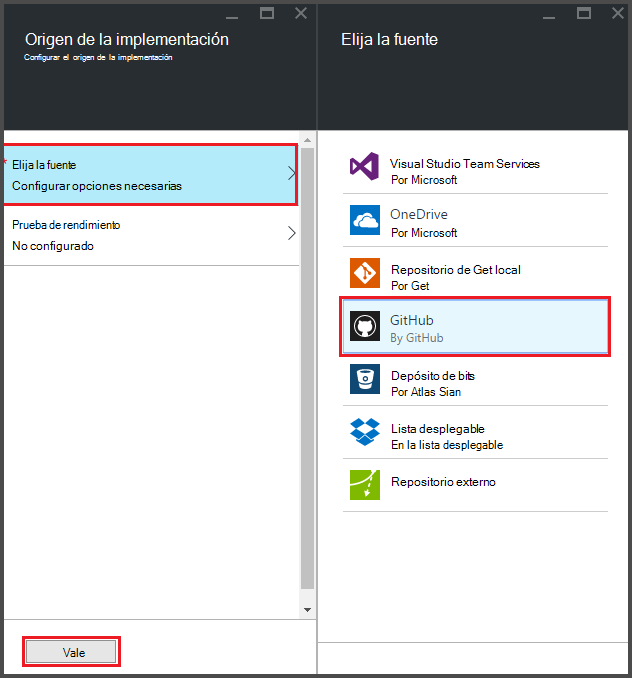 Origen de la implementación
Configurar el origen de la implementación
* Elija la fuente
Configurar opciones necesarias
Prueba de rendimiento
No configurado
Vale
Elija la fuente
Visual Studio Team Services
Por Microsoft
OneDrive
Por Microsoft
Repositorio de Get local
Por Get
GitHub
By GitHub
Depósito de bits
Por Atlas Sian
Lista desplegable
En la lista desplegable
Repositorio externo